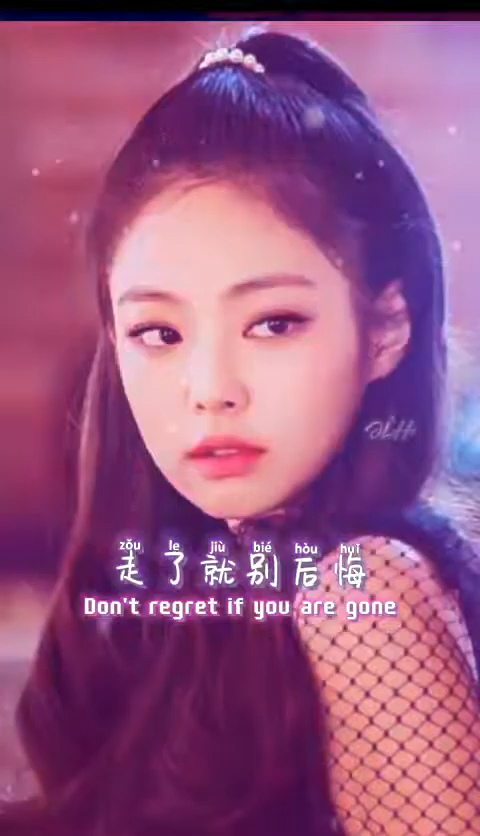 zǒu le jiù bié hòu huǐ
走了就别后悔
Don't regret if you are gone